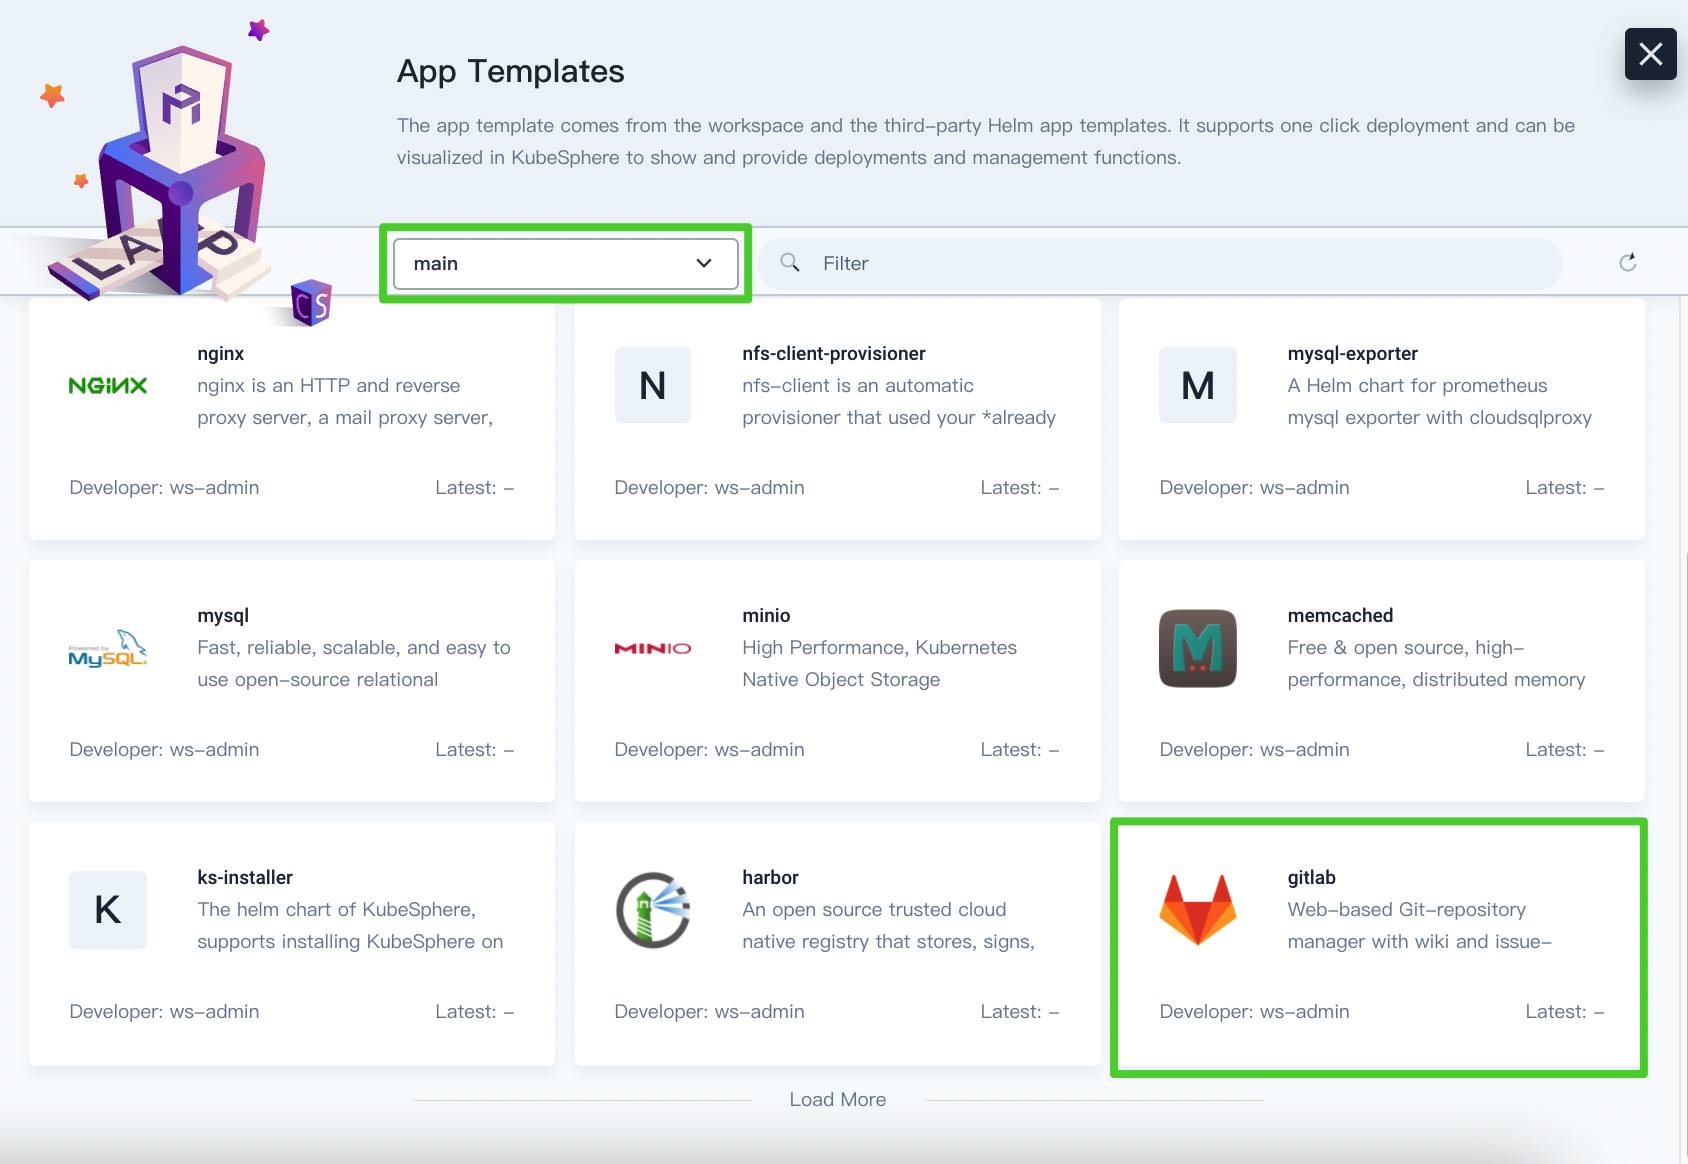 App Templates
The app template comes from the workspace and the third-party Helm app templates. It supports one click deployment and can be
visualized in KubeSphere to show and provide deployments and management functions.
LAPP
CS
main
Filter
NGINX
nginx
nginx is an HTTP and reverse
proxy server, a mail proxy server,
Developer: ws-admin
Latest: -
N
nfs-client-provisioner
nfs-client is an automatic
provisioner that used your *already
Developer: ws-admin
Latest: -
M
mysql-exporter
A Helm chart for prometheus
mysql exporter with cloudsqlproxy
Developer: ws-admin
Latest: -
Powered by
MySQL
mysql
Fast, reliable, scalable, and easy to
use open-source relational
Developer: ws-admin
Latest: -
MINIO
minio
High Performance, Kubernetes
Native Object Storage
Developer: ws-admin
Latest: -
M
memcached
Free & open source, high-
performance, distributed memory
Developer: ws-admin
Latest: -
K
ks-installer
The helm chart of KubeSphere,
supports installing KubeSphere on
Developer: ws-admin
Latest: -
harbor
An open source trusted cloud
native registry that stores, signs,
Developer: ws-admin
Latest: -
gitlab
Web-based Git-repository
manager with wiki and issue-
Developer: ws-admin
Latest: -
Load More